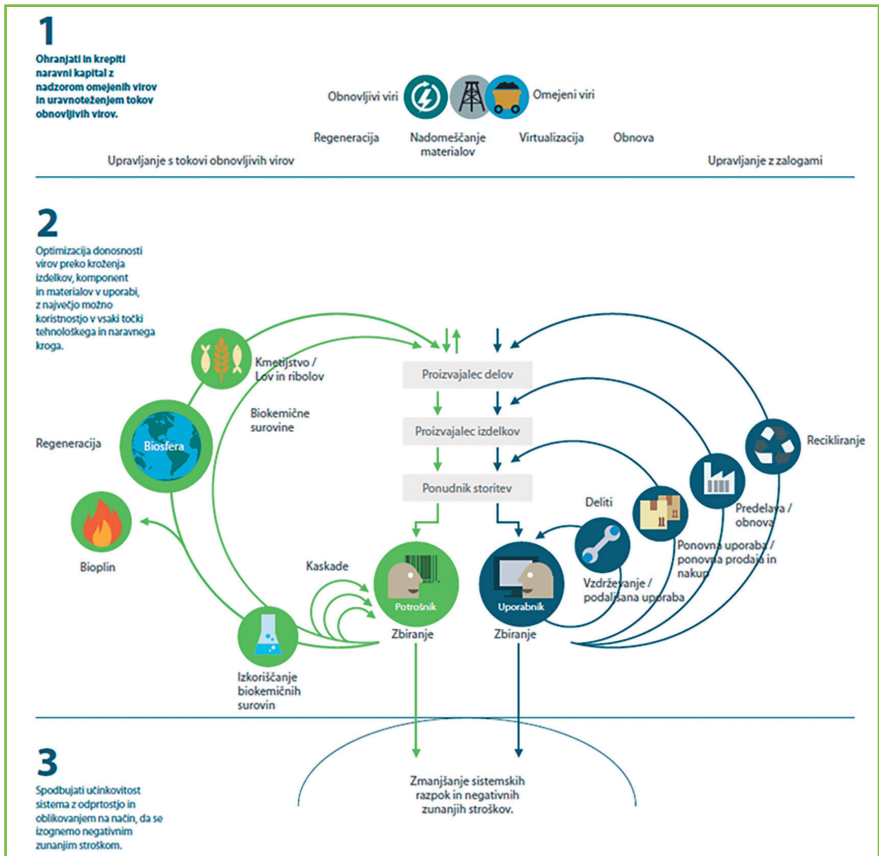 1
Ohranjati in krepiti
naravni kapital z
nadzorom omejenih virov
in uravnoteženjem tokov
obnovljivih virov.
Obnovljivi viri
Omejeni viri
Regeneracija
Nadomeščanje
materialov
Virtualizacija
Obnova
Upravljanje s tokovi obnovljivih virov
Upravljanje z zalogami
2
Optimizacija donosnosti
virov preko kroženja
izdelkov, komponent
in materialov v uporabi,
z največjo možno
koristnostjo v vsaki točki
tehnološkega in naravnega
kroga.
Kmetijstvo /
Lov in ribolov
Biokemične
surovine
Regeneracija
Biosfera
Bioplin
Kaskade
Izkoriščanje
biokemičnih
surovin
Proizvajalec delov
Proizvajalec izdelkov
Ponudnik storitev
Potrošnik
Zbiranje
Uporabnik
Zbiranje
Deliti
Vzdrževanje /
podaljšana uporaba
Ponovna uporaba /
ponovna prodaja in
nakup
Predelava /
obnova
Recikliranje
3
Spodbujati učinkovitost
sistema z odprtostjo in
oblikovanjem na način, da se
izognemo negativnim
zunanjim stroškom.
Zmanjšanje sistemskih
razpok in negativnih
zunanjih stroškov.